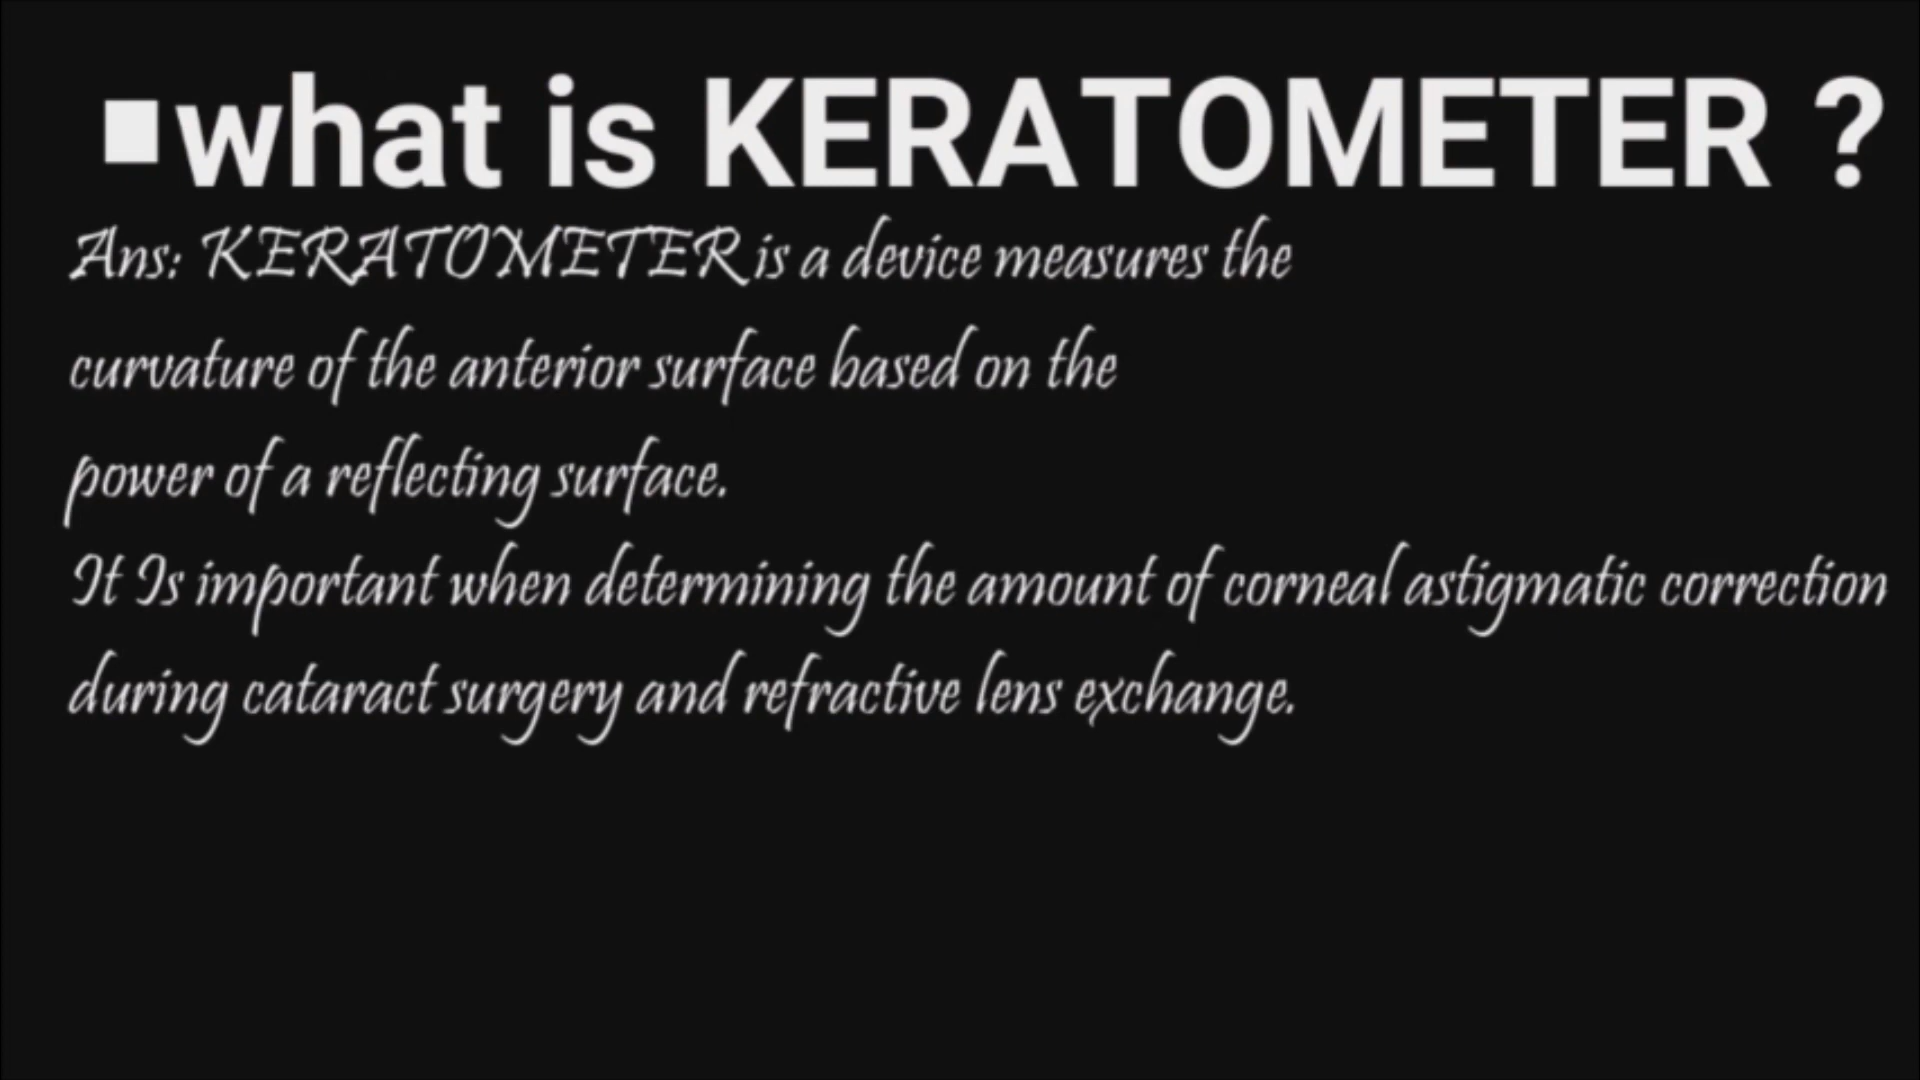 ▪what is KERATOMETER ?
Ans: KERATOMETER is a device measures the
curvature of the anterior surface based on the
power of a reflecting surface.
It Is important when determining the amount of corneal astigmatic correction
during cataract surgery and refractive lens exchange.